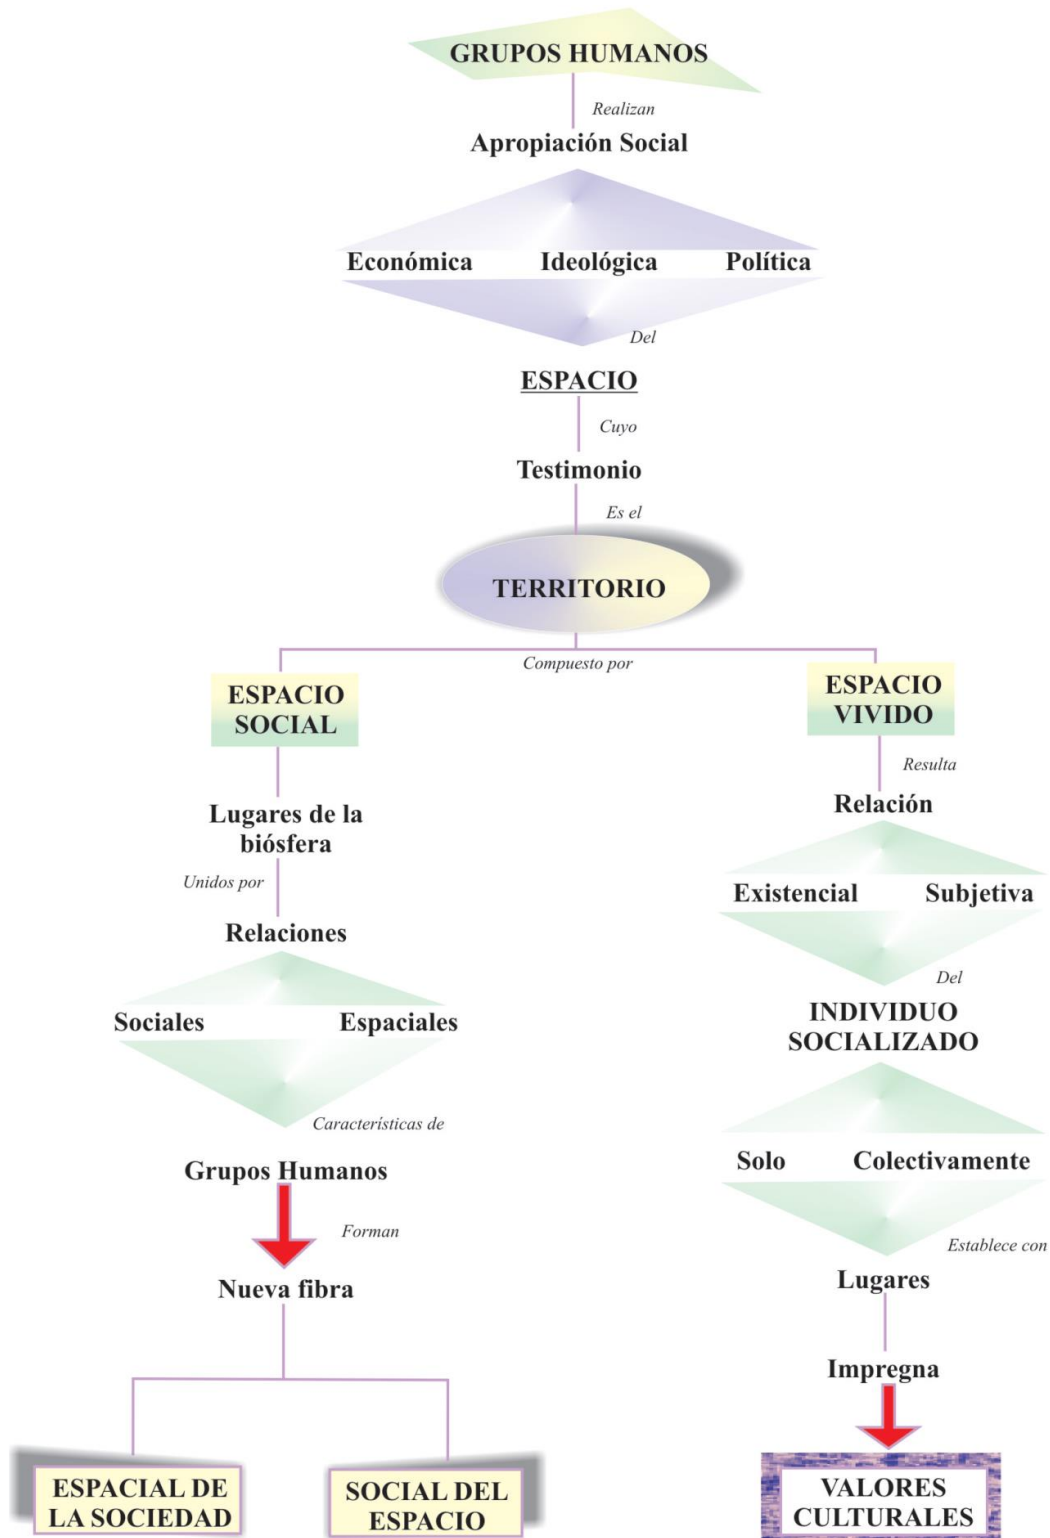 GRUPOS HUMANOS
Realizan
Apropiación Social
Económica Ideológica Política
Del
ESPACIO
Cuyo
Testimonio
Es el
TERRITORIO
Compuesto por
ESPACIO
SOCIAL
Lugares de la
biósfera
Unidos por
Relaciones
Sociales Espaciales
Características de
Grupos Humanos
Forman
Nueva fibra
ESPACIAL DE
LA SOCIEDAD
SOCIAL DEL
ESPACIO
ESPACIO
VIVIDO
Resulta
Relación
Existencial Subjetiva
Del
INDIVIDUO
SOCIALIZADO
Solo Colectivamente
Establece con
Lugares
Impregna
VALORES
CULTURALES